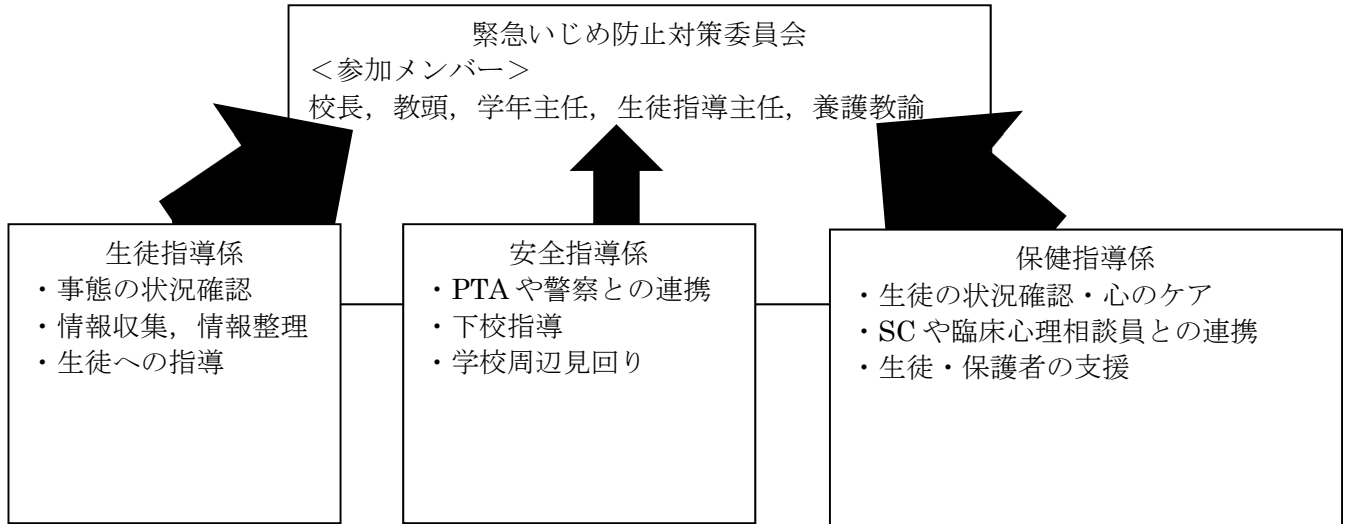 緊急いじめ防止対策委員会
＜参加メンバー＞
校長，教頭，学年主任，生徒指導主任，養護教諭
生徒指導係
・事態の状況確認
・情報収集，情報整理
・生徒への指導
安全指導係
・PTA や警察との連携
・下校指導
・学校周辺見回り
保健指導係
・生徒の状況確認・心のケア
・SC や臨床心理相談員との連携
・生徒・保護者の支援